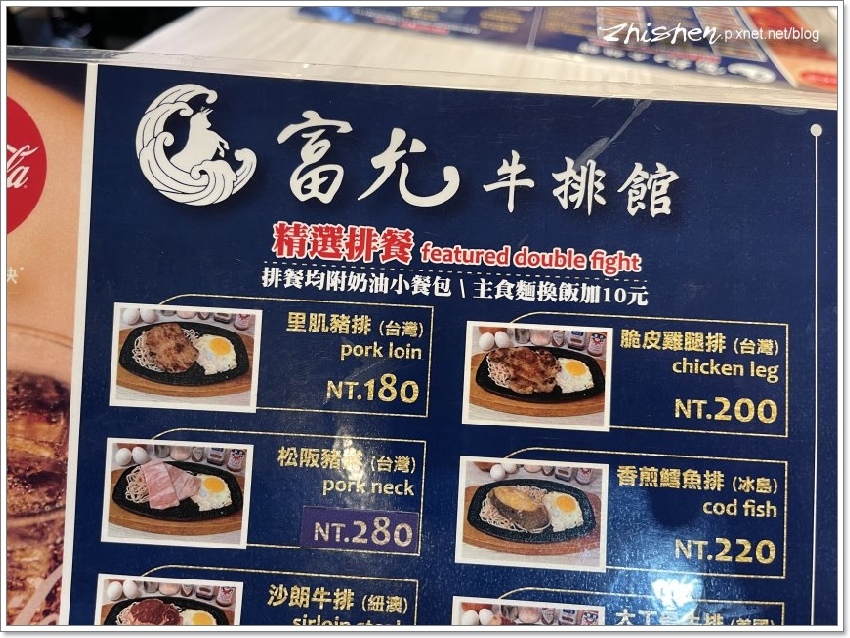 zhishen.pixnet.net/blog
富尤牛排館
精選排餐 featured double fight
排餐均附奶油小餐包 \ 主食麵換飯加10元
里肌豬排 (台灣)
pork loin
NT.180
脆皮雞腿排 (台灣)
chicken leg
NT.200
松阪豬 (台灣)
pork neck
NT.280
香煎鱈魚排 (冰島)
cod fish
NT.220
沙朗牛排 (紐澳)
sirloin steak